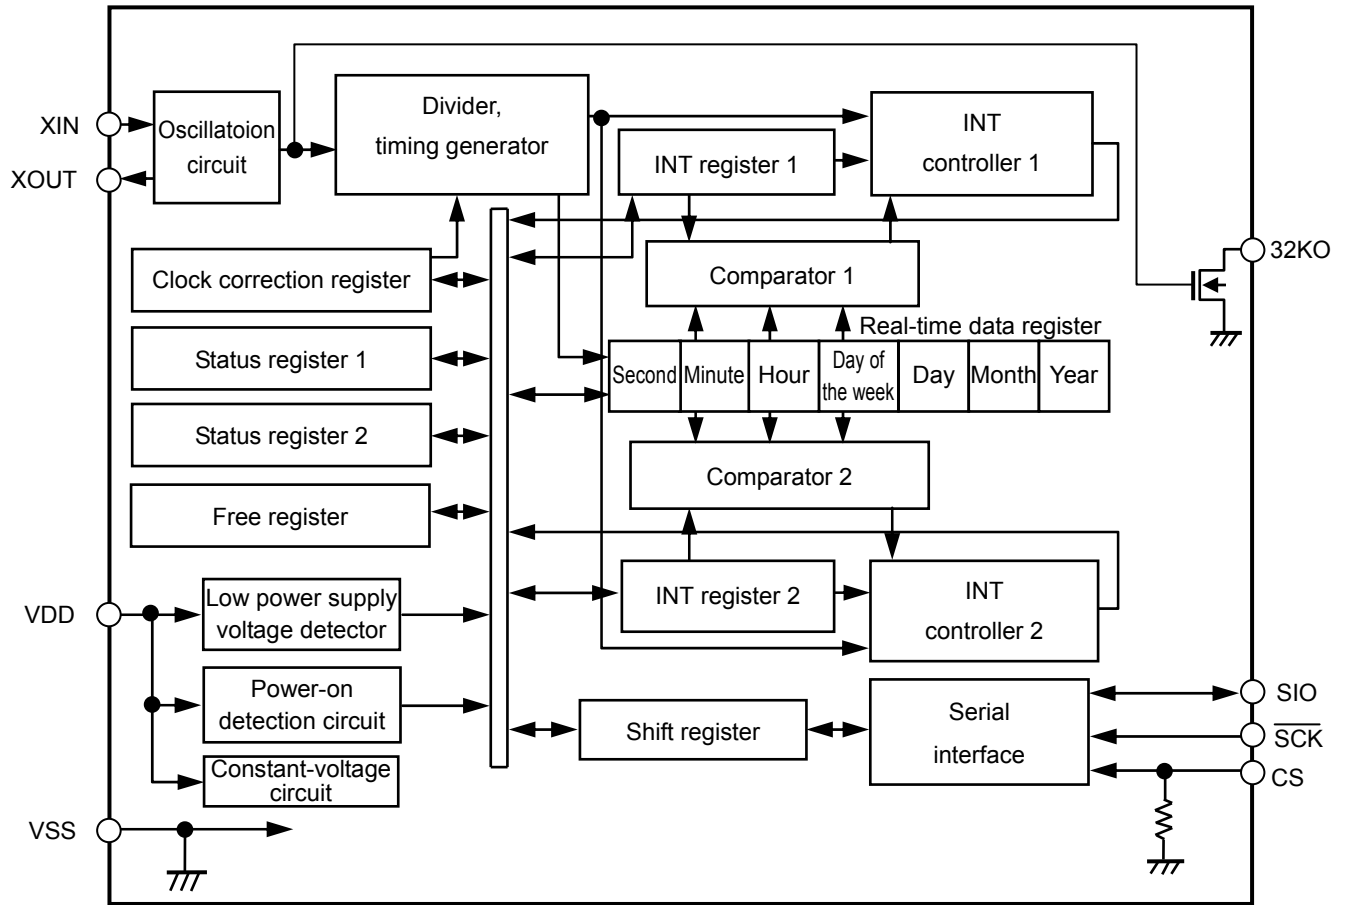 XIN
XOUT
Oscillatoion
circuit
Divider,
timing generator
INT register 1
INT
controller 1
Clock correction register
Comparator 1
32KO
Status register 1
Real-time data register
Second
Minute
Hour
Day of
the week
Day
Month
Year
Status register 2
Comparator 2
Free register
VDD
Low power supply
voltage detector
INT register 2
INT
controller 2
Power-on
detection circuit
Shift register
Serial
interface
SIO
SCK
CS
Constant-voltage
circuit
VSS